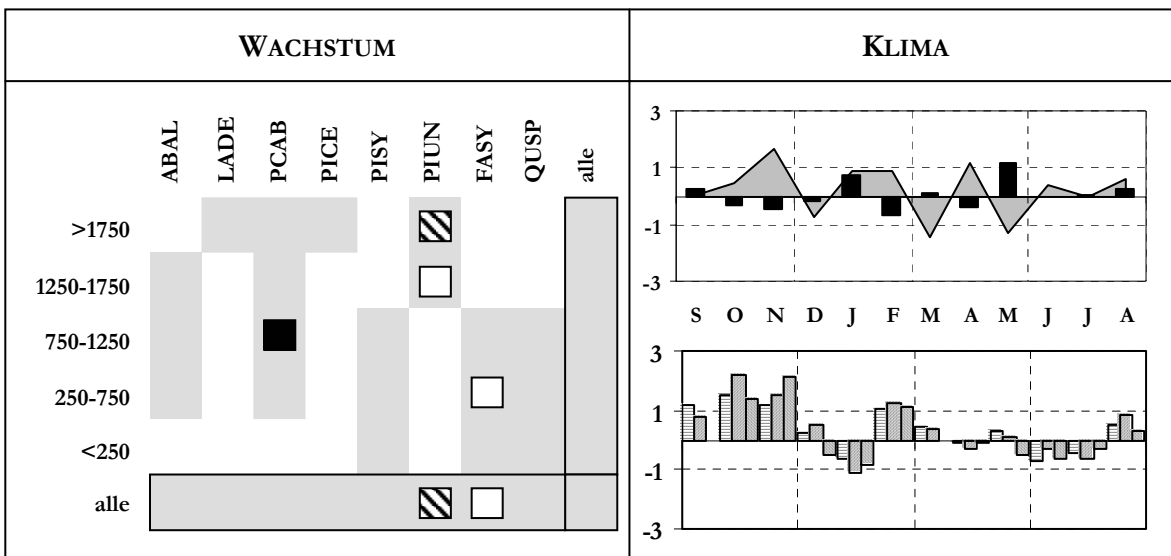 WACHSTUM
KLIMA
ABAL LADE PCAB PICE PISY PIUN FASY QUSP alle
>1750
1250-1750
750-1250
250-750
<250
alle
3
1
-1
-3
S O N D J F M A M J J A
3
1
-1
-3